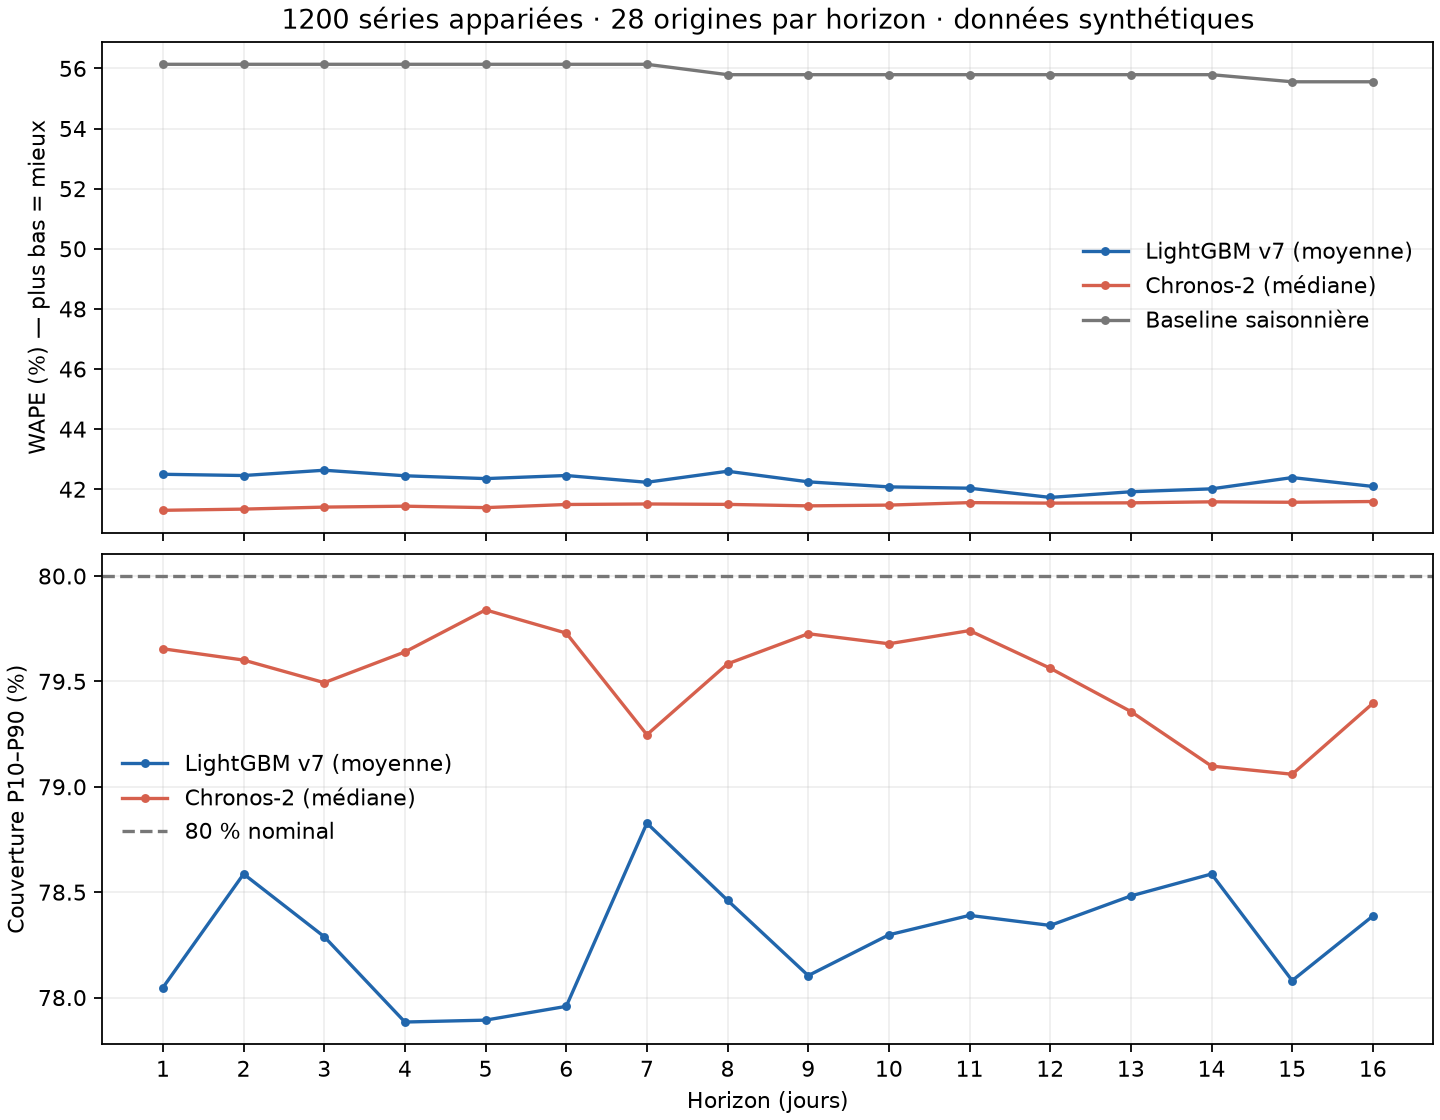 1200 séries appariées · 28 origines par horizon · données synthétiques
WAPE (%) — plus bas = mieux
56
54
52
50
48
46
44
42
LightGBM v7 (moyenne)
Chronos-2 (médiane)
Baseline saisonnière
Couverture P10–P90 (%)
80.0
79.5
79.0
78.5
78.0
LightGBM v7 (moyenne)
Chronos-2 (médiane)
80 % nominal
1 2 3 4 5 6 7 8 9 10 11 12 13 14 15 16
Horizon (jours)